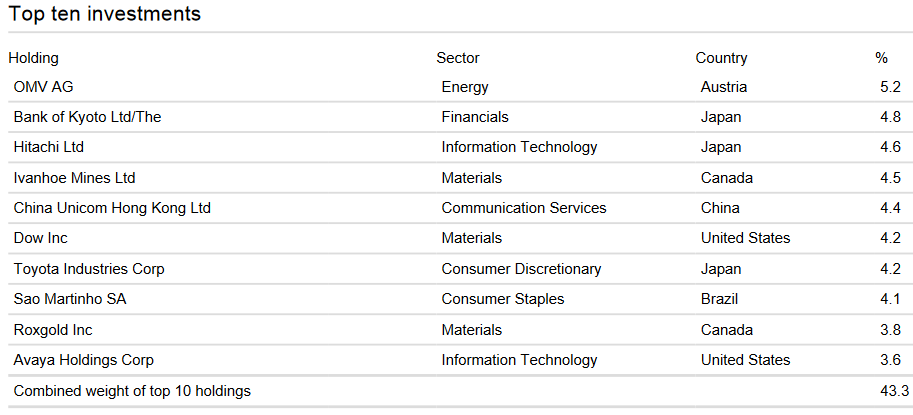 Top ten investments
Holding Sector Country %
OMV AG Energy Austria 5.2
Bank of Kyoto Ltd/The Financials Japan 4.8
Hitachi Ltd Information Technology Japan 4.6
Ivanhoe Mines Ltd Materials Canada 4.5
China Unicom Hong Kong Ltd Communication Services China 4.4
Dow Inc Materials United States 4.2
Toyota Industries Corp Consumer Discretionary Japan 4.2
Sao Martinho SA Consumer Staples Brazil 4.1
Roxgold Inc Materials Canada 3.8
Avaya Holdings Corp Information Technology United States 3.6
Combined weight of top 10 holdings 43.3